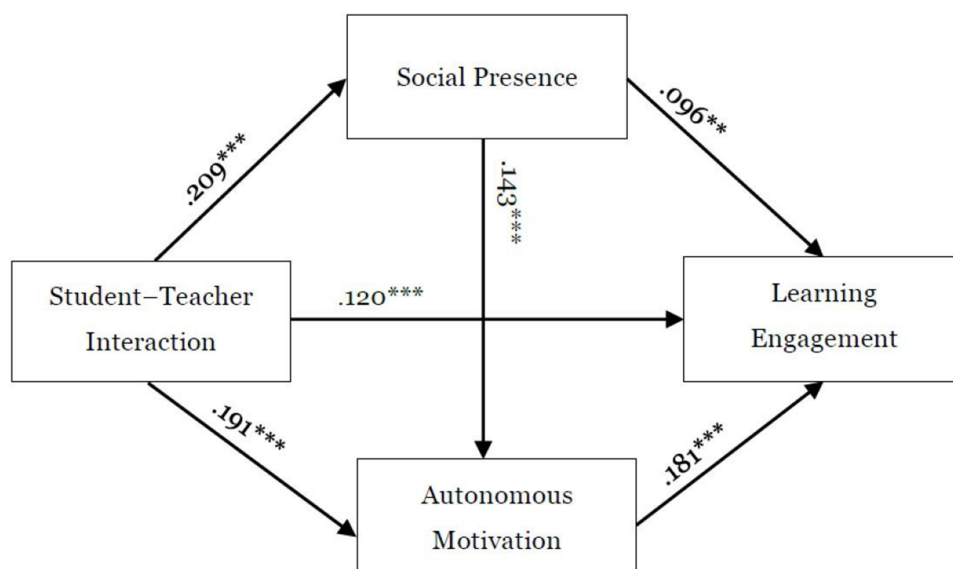 Social Presence
.209***
.096**
.143***
Student–Teacher
Interaction
.120***
Learning
Engagement
.191***
.181***
Autonomous
Motivation